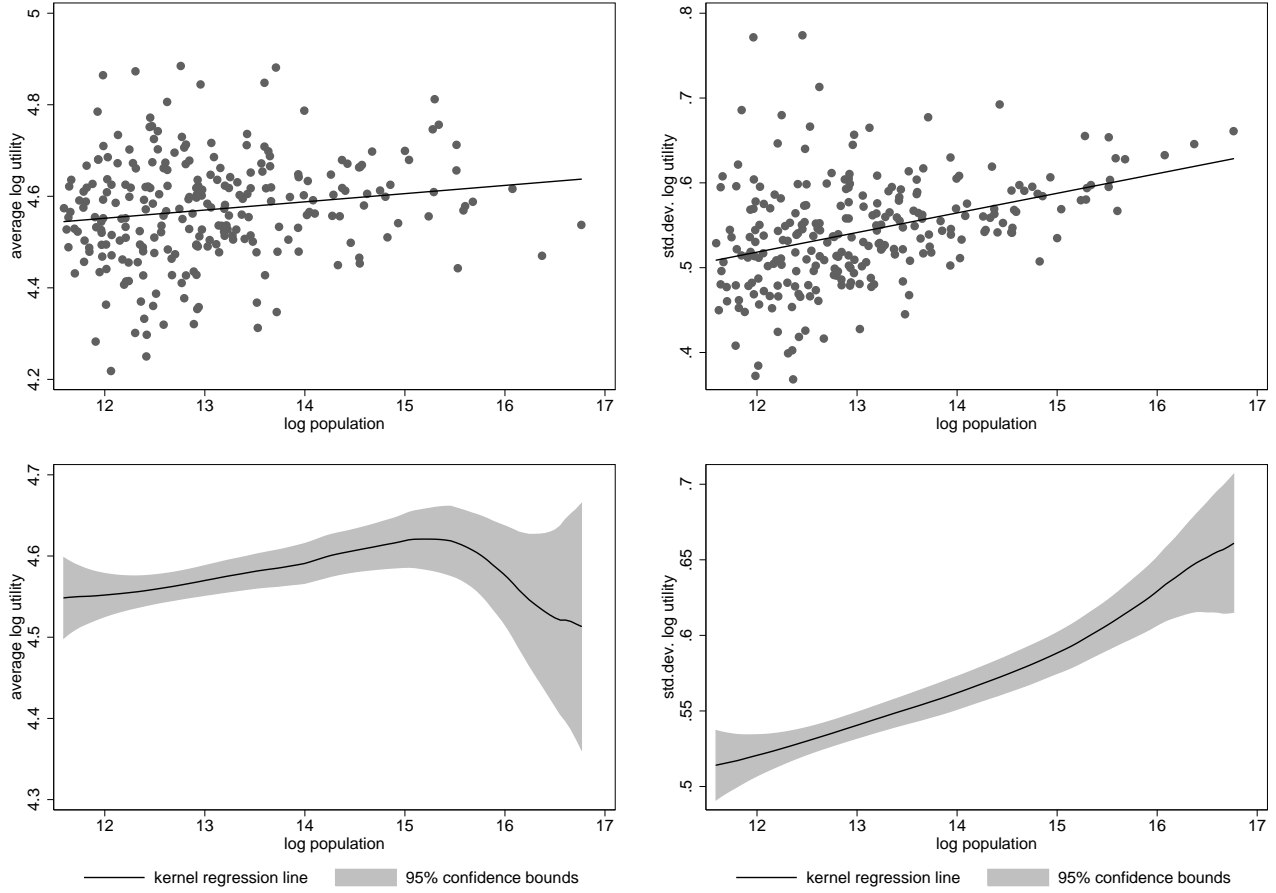 average log utility
5
4.8
4.6
4.4
4.2
12 13 14 15 16 17
log population
std.dev. log utility
.8
.7
.6
.5
.4
12 13 14 15 16 17
log population
average log utility
4.7
4.6
4.5
4.4
4.3
12 13 14 15 16 17
log population
kernel regression line 95% confidence bounds
std.dev. log utility
.7
.65
.6
.55
.5
12 13 14 15 16 17
log population
kernel regression line 95% confidence bounds